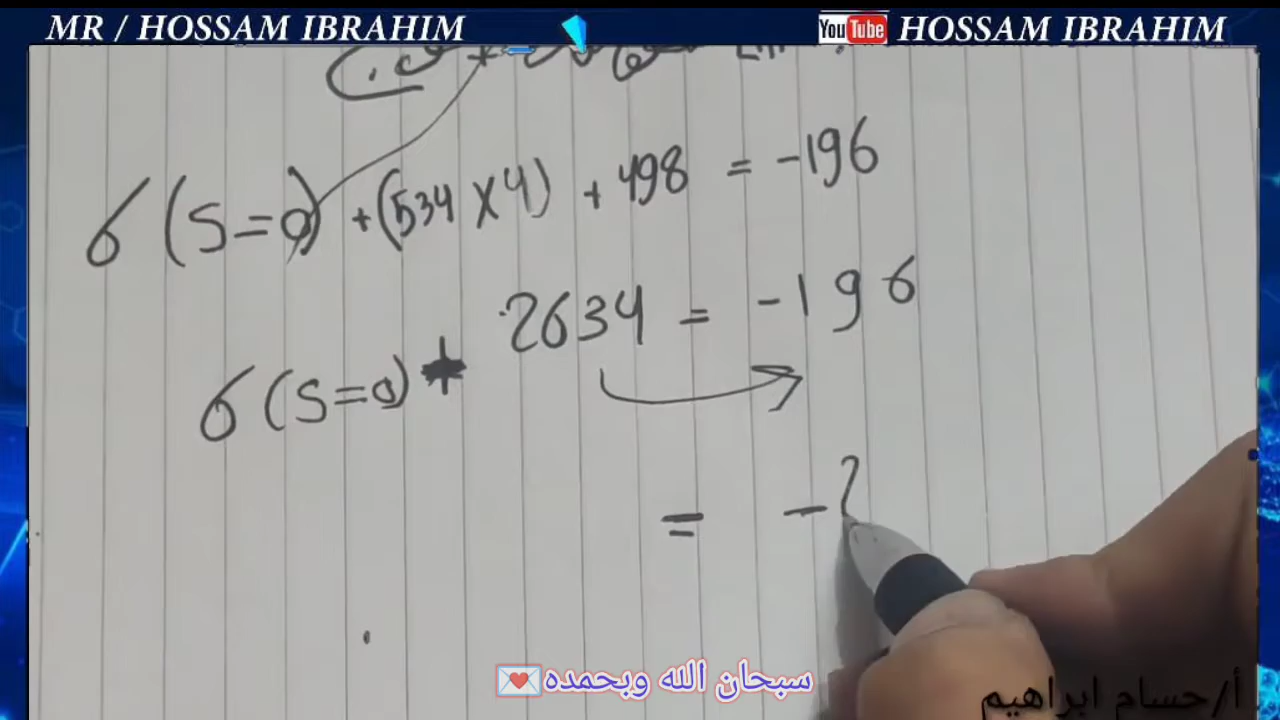 MR / HOSSAM IBRAHIM
YouTube HOSSAM IBRAHIM
6 (S=O) + (534 X 4) + 498 = -196
6 (S=O) + 2634 = -196
= -2
سبحان الله وبحمده
أ/حسام ابراهيم